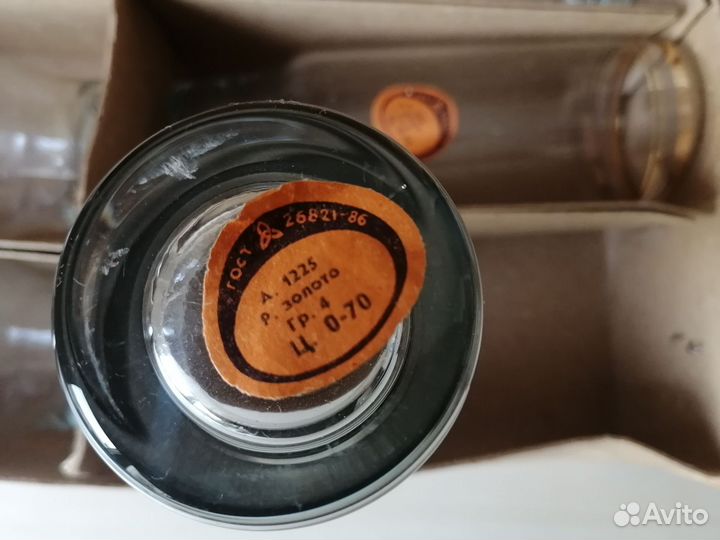 ГОСТ 26821-86
А. 1225
Р. ЗОЛОТО
ГР. 4
Ц. 0-70
Avito